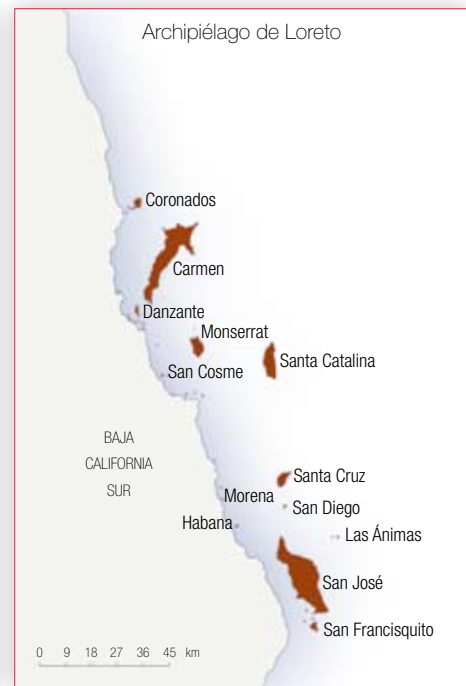 Archipiélago de Loreto
Coronados
Carmen
Danzante
Monserrat
Santa Catalina
San Cosme
BAJA
CALIFORNIA
SUR
Santa Cruz
Morena
San Diego
Habana
Las Ánimas
San José
San Francisquito
0 9 18 27 36 45 km